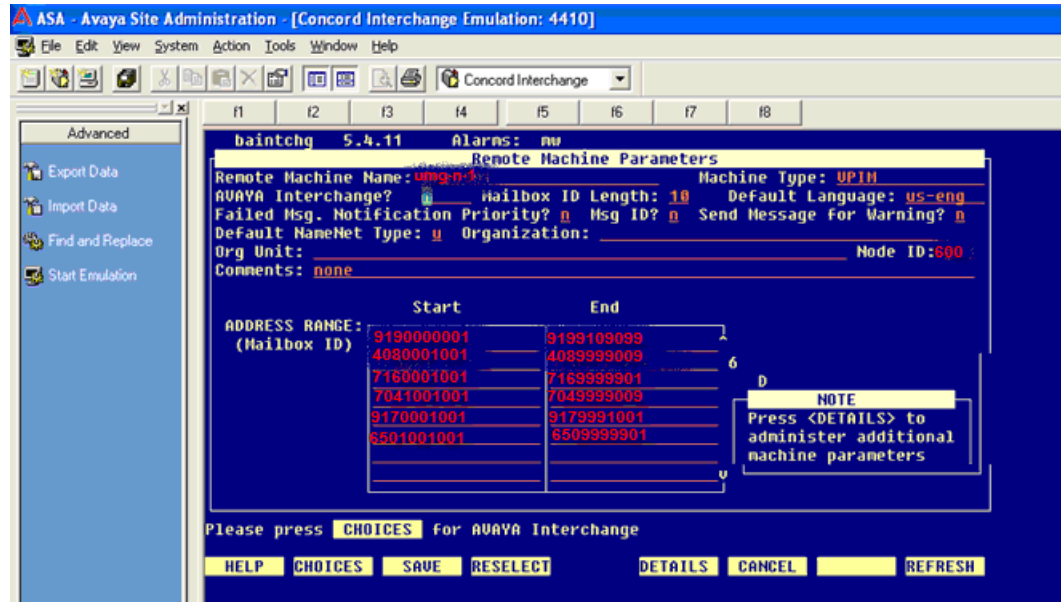 ASA - Avaya Site Administration - [Concord Interchange Emulation: 4410]
File Edit View System Action Tools Window Help
Concord Interchange
f1 f2 f3 f4 f5 f6 f7 f8
Advanced
Export Data
Import Data
Find and Replace
Start Emulation
baintchg 5.4.11 Alarms: mw
Remote Machine Parameters
Remote Machine Name: umg-n-1 Machine Type: VPIM
AVAYA Interchange? n Mailbox ID Length: 10 Default Language: us-eng
Failed Msg. Notification Priority? n Msg ID? n Send Message for Warning? n
Default NameNet Type: u Organization:
Org Unit: Node ID:600
Comments: none
Start End
ADDRESS RANGE:
(Mailbox ID)
9190000001 9199109099
4080001001 4089999009
6
7160001001 7169999901
D
7041001001 7049999009
NOTE
9170001001 9179991001
Press <DETAILS> to
6501001001 6509999901
administer additional
machine parameters
v
Please press CHOICES for AVAYA Interchange
HELP CHOICES SAVE RESELECT DETAILS CANCEL REFRESH